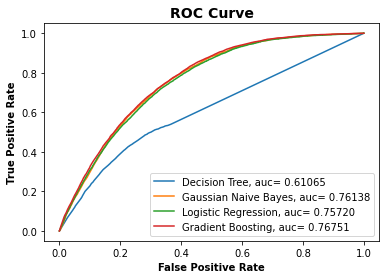 ROC Curve
1.0
0.8
0.6
0.4
0.2
0.0
True Positive Rate
Decision Tree, auc= 0.61065
Gaussian Naive Bayes, auc= 0.76138
Logistic Regression, auc= 0.75720
Gradient Boosting, auc= 0.76751
0.0 0.2 0.4 0.6 0.8 1.0
False Positive Rate